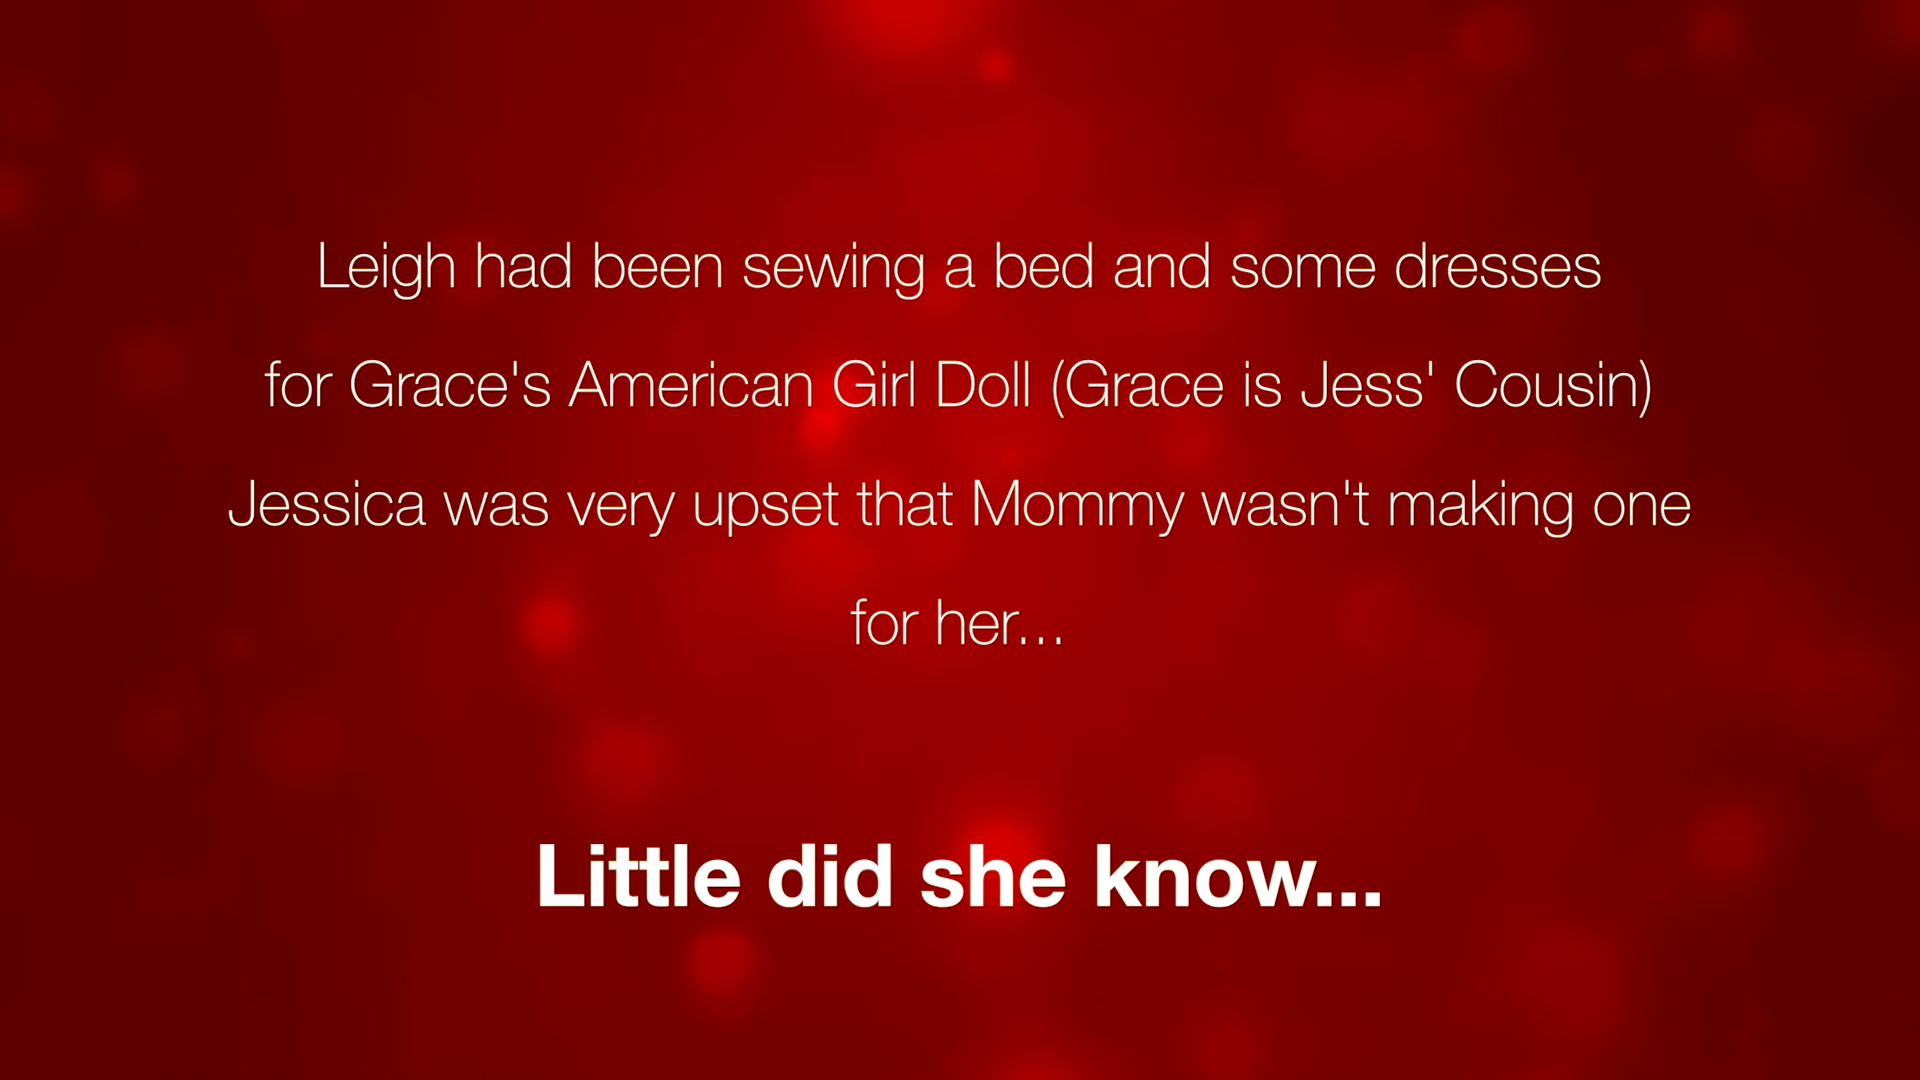 Leigh had been sewing a bed and some dresses
for Grace's American Girl Doll (Grace is Jess' Cousin)
Jessica was very upset that Mommy wasn't making one
for her...
Little did she know...